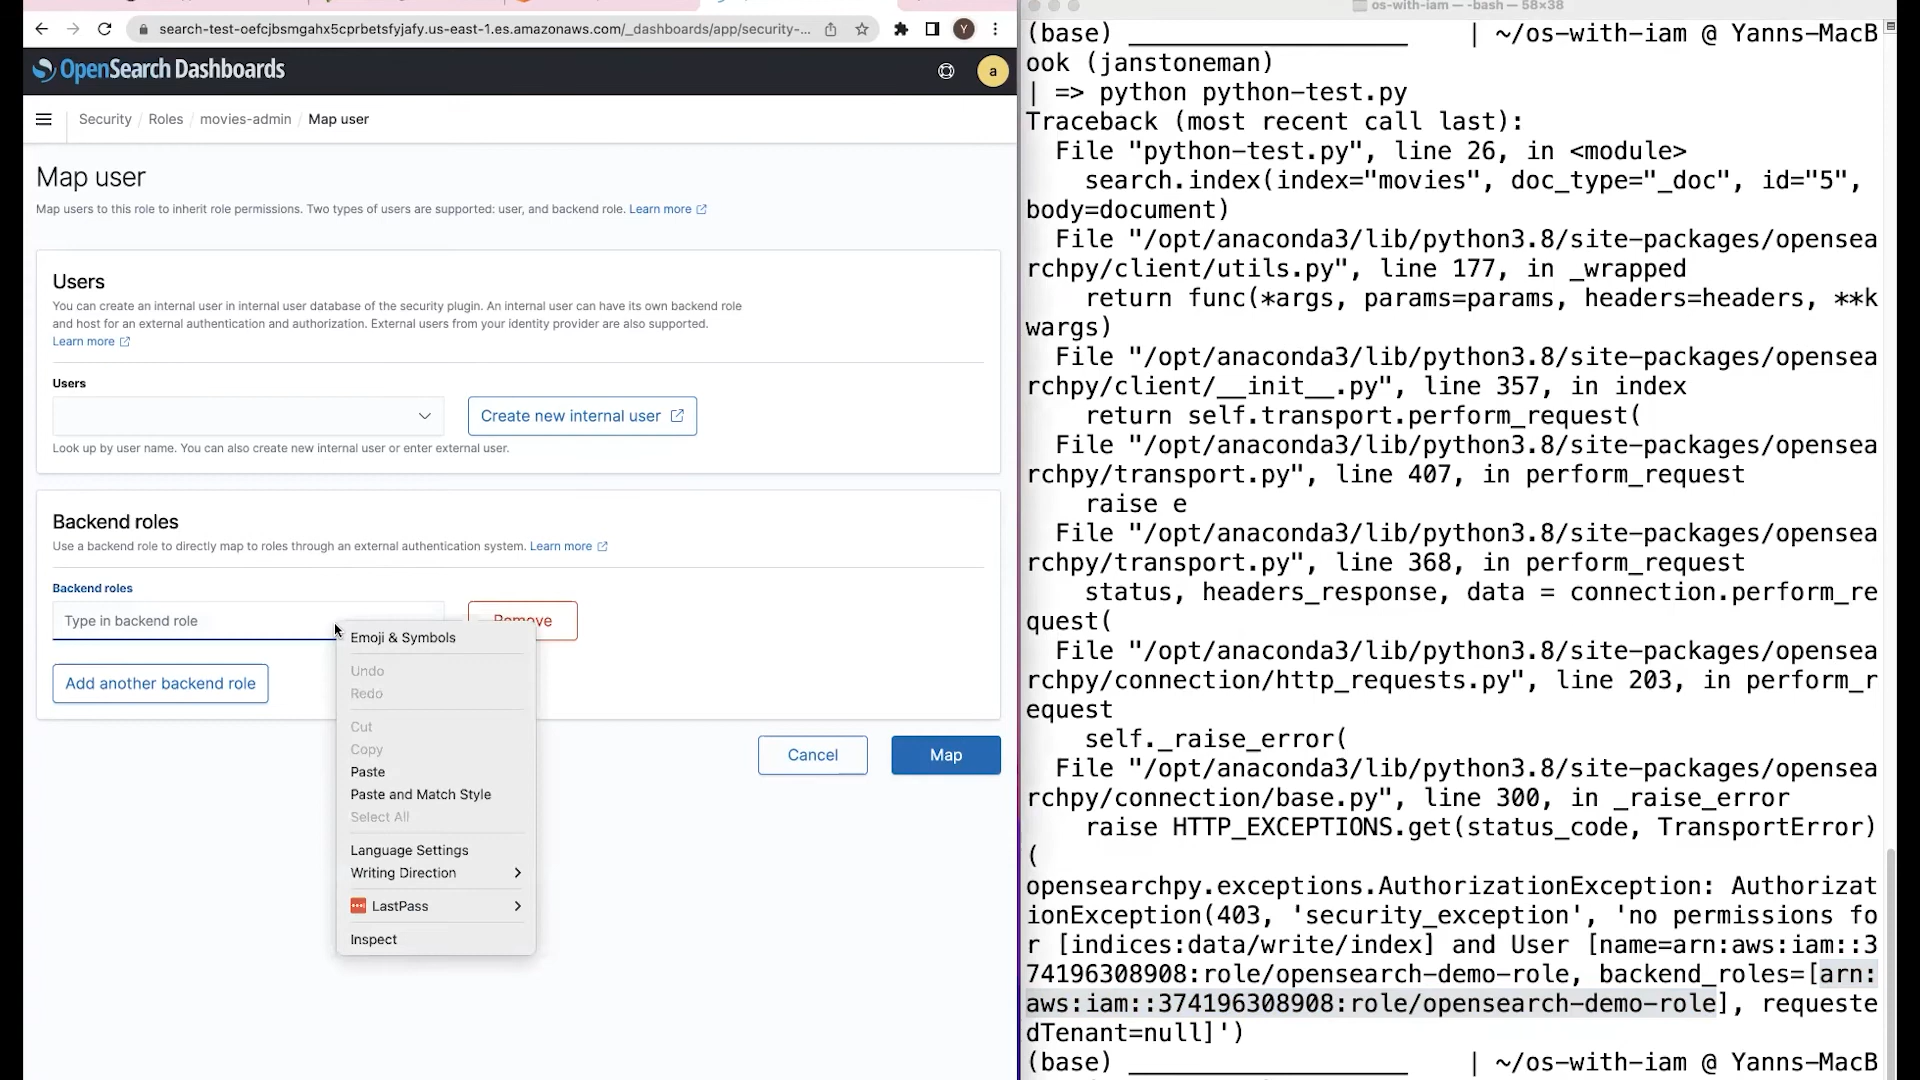 search-test-oefcjbsmgahx5cprbetsfyjafy.us-east-1.es.amazonaws.com/_dashboards/app/security-...
Y
OpenSearch Dashboards
a
Security / Roles / movies-admin / Map user
Map user
Map users to this role to inherit role permissions. Two types of users are supported: user, and backend role. Learn more
Users
You can create an internal user in internal user database of the security plugin. An internal user can have its own backend role
and host for an external authentication and authorization. External users from your identity provider are also supported.
Learn more
Users
Create new internal user
Look up by user name. You can also create new internal user or enter external user.
Backend roles
Use a backend role to directly map to roles through an external authentication system. Learn more
Backend roles
Type in backend role
Remove
Add another backend role
Cancel
Map
Emoji & Symbols
Undo
Redo
Cut
Copy
Paste
Paste and Match Style
Select All
Language Settings
Writing Direction
LastPass
Inspect
os-with-iam — -bash — 58×38
(base) ___________________ | ~/os-with-iam @ Yanns-MacB
ook (janstoneman)
| => python python-test.py
Traceback (most recent call last):
File "python-test.py", line 26, in <module>
search.index(index="movies", doc_type="_doc", id="5",
body=document)
File "/opt/anaconda3/lib/python3.8/site-packages/opensea
rchpy/client/utils.py", line 177, in _wrapped
return func(*args, params=params, headers=headers, **k
wargs)
File "/opt/anaconda3/lib/python3.8/site-packages/opensea
rchpy/client/__init__.py", line 357, in index
return self.transport.perform_request(
File "/opt/anaconda3/lib/python3.8/site-packages/opensea
rchpy/transport.py", line 407, in perform_request
raise e
File "/opt/anaconda3/lib/python3.8/site-packages/opensea
rchpy/transport.py", line 368, in perform_request
status, headers_response, data = connection.perform_re
quest(
File "/opt/anaconda3/lib/python3.8/site-packages/opensea
rchpy/connection/http_requests.py", line 203, in perform_r
equest
self._raise_error(
File "/opt/anaconda3/lib/python3.8/site-packages/opensea
rchpy/connection/base.py", line 300, in _raise_error
raise HTTP_EXCEPTIONS.get(status_code, TransportError)
(
opensearchpy.exceptions.AuthorizationException: Authorizat
ionException(403, 'security_exception', 'no permissions fo
r [indices:data/write/index] and User [name=arn:aws:iam::3
74196308908:role/opensearch-demo-role, backend_roles=[arn:
aws:iam::374196308908:role/opensearch-demo-role], requeste
dTenant=null]')
(base) ___________________ | ~/os-with-iam @ Yanns-MacB